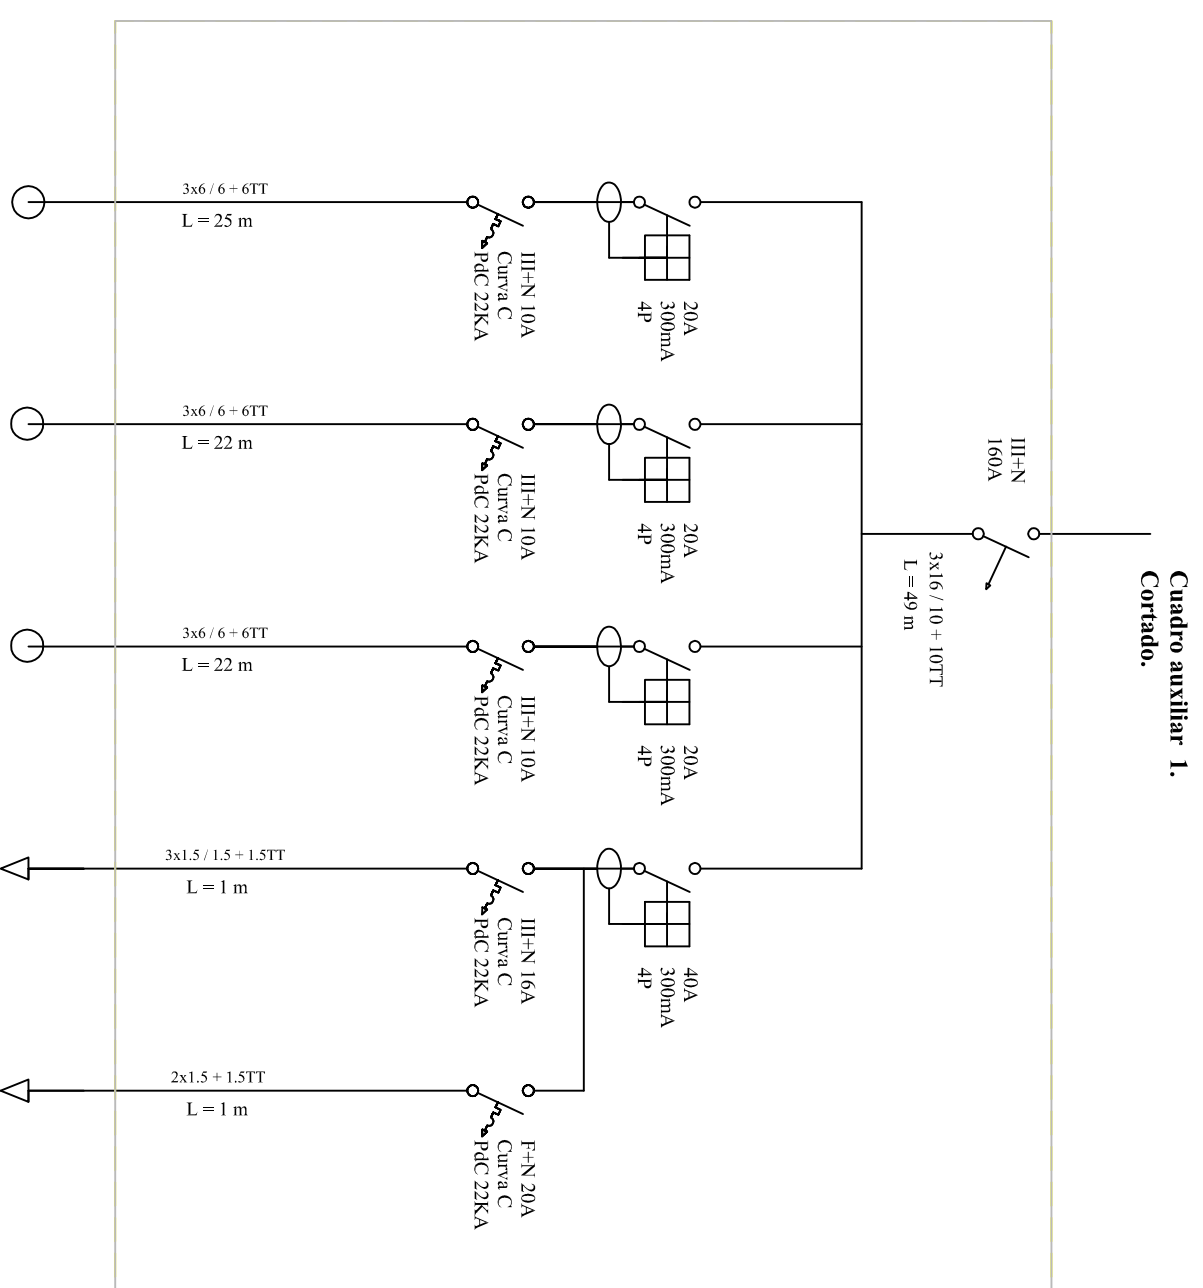 Cuadro auxiliar 1.
Cortado.
III+N
160A
3x16 / 10 + 10TT
L = 49 m
20A
300mA
4P
III+N 10A
Curva C
PdC 22KA
3x6 / 6 + 6TT
L = 25 m
20A
300mA
4P
III+N 10A
Curva C
PdC 22KA
3x6 / 6 + 6TT
L = 22 m
20A
300mA
4P
III+N 10A
Curva C
PdC 22KA
3x6 / 6 + 6TT
L = 22 m
40A
300mA
4P
III+N 16A
Curva C
PdC 22KA
3x1.5 / 1.5 + 1.5TT
L = 1 m
F+N 20A
Curva C
PdC 22KA
2x1.5 + 1.5TT
L = 1 m